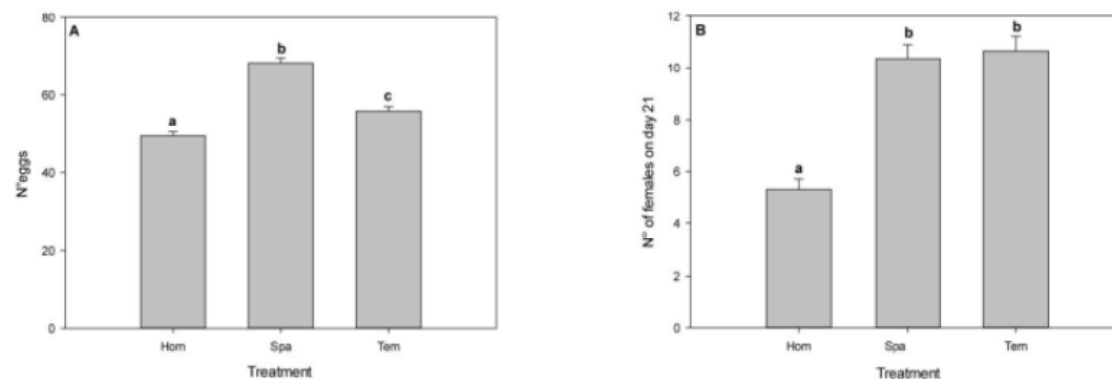 A
N°eggs
80
60
40
20
0
a
b
c
Hom
Spa
Tem
Treatment
B
N° of females on day 21
12
10
8
6
4
2
0
a
b
b
Hom
Spa
Tem
Treatment